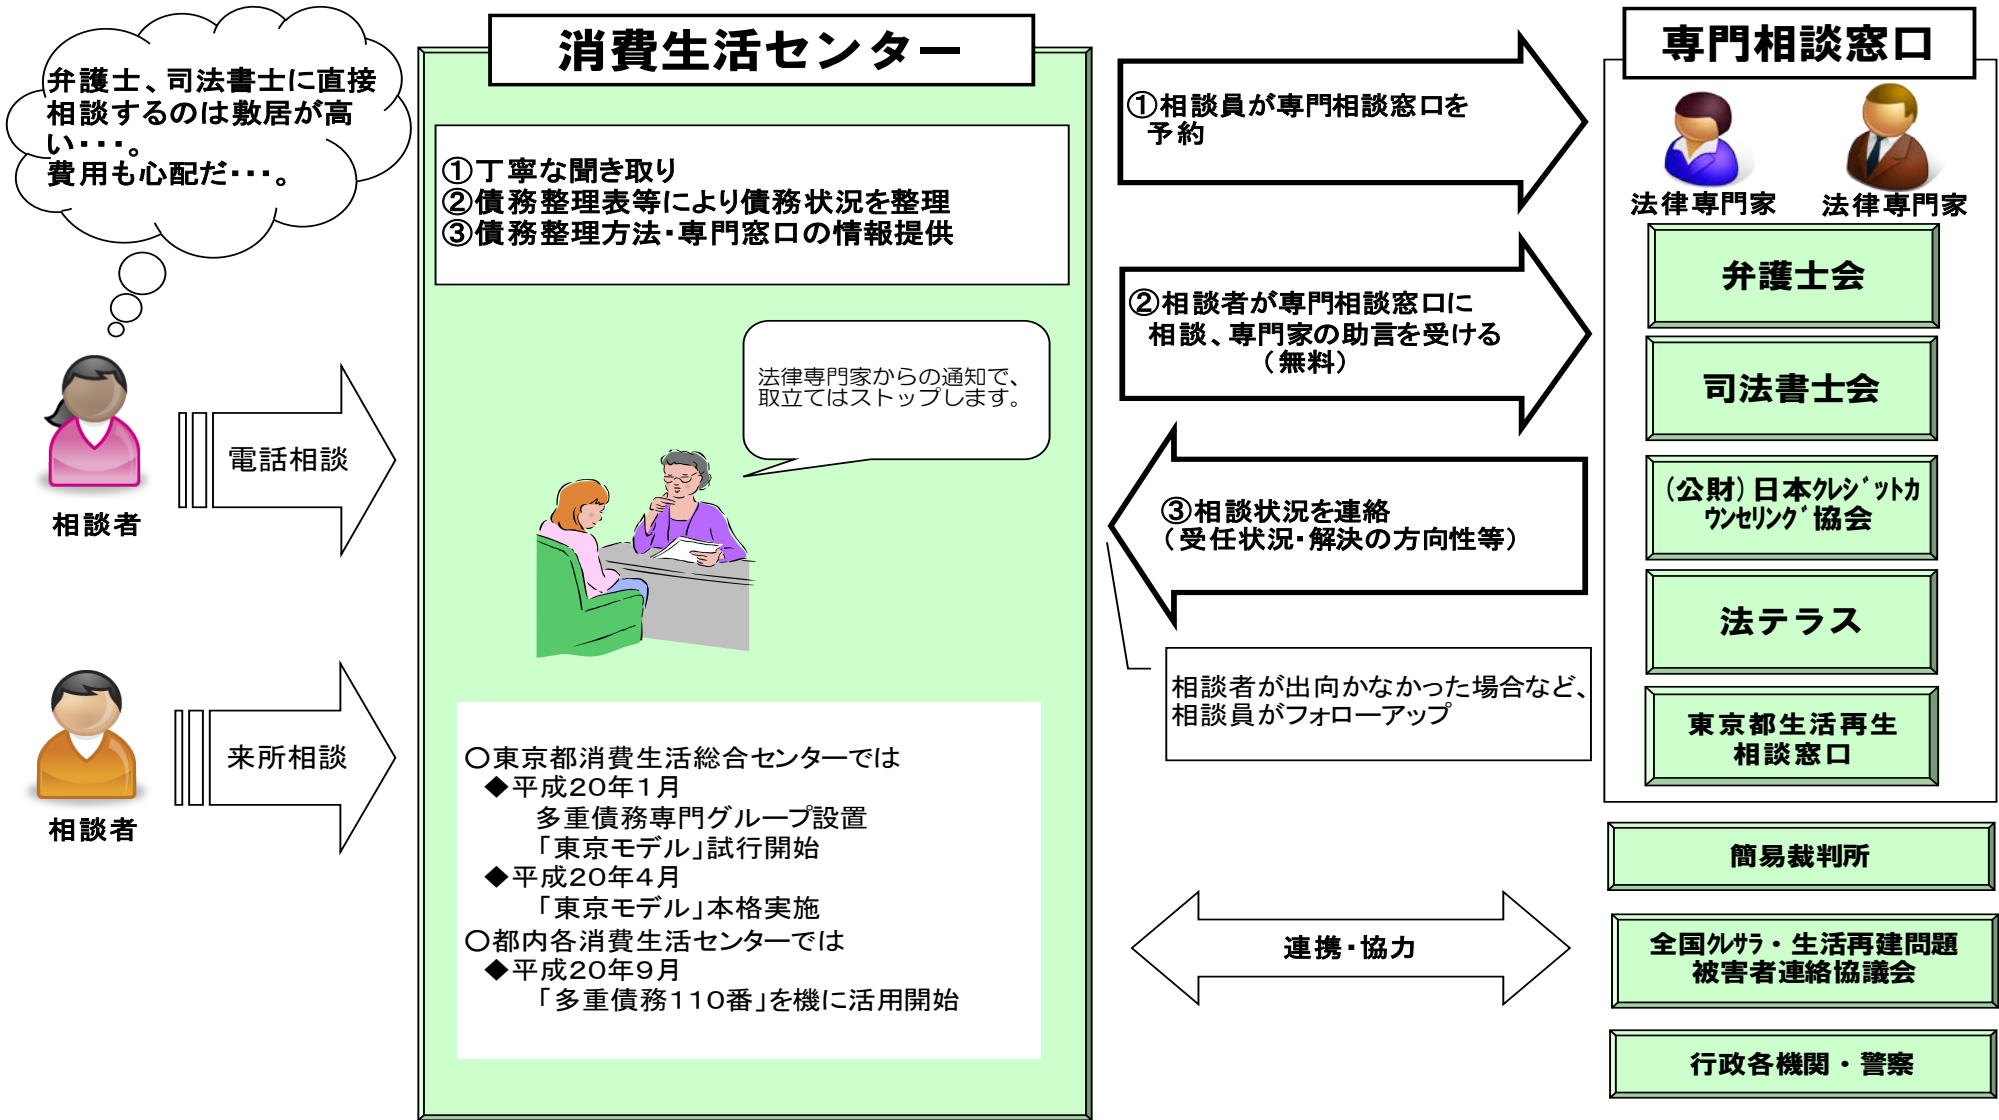 弁護士、司法書士に直接
相談するのは敷居が高
い・・・。
費用も心配だ・・・。
相談者
電話相談
相談者
来所相談
消費生活センター
①丁寧な聞き取り
②債務整理表等により債務状況を整理
③債務整理方法・専門窓口の情報提供
法律専門家からの通知で、
取立てはストップします。
○東京都消費生活総合センターでは
◆平成20年1月
多重債務専門グループ設置
「東京モデル」試行開始
◆平成20年4月
「東京モデル」本格実施
○都内各消費生活センターでは
◆平成20年9月
「多重債務110番」を機に活用開始
①相談員が専門相談窓口を
予約
②相談者が専門相談窓口に
相談、専門家の助言を受ける
（無料）
③相談状況を連絡
（受任状況・解決の方向性等）
相談者が出向かなかった場合など、
相談員がフォローアップ
連携・協力
専門相談窓口
法律専門家
法律専門家
弁護士会
司法書士会
(公財)日本ｸﾚｼﾞｯﾄｶ
ｳﾝｾﾘﾝｸﾞ協会
法テラス
東京都生活再生
相談窓口
簡易裁判所
全国ｸﾚｻﾗ・生活再建問題
被害者連絡協議会
行政各機関・警察